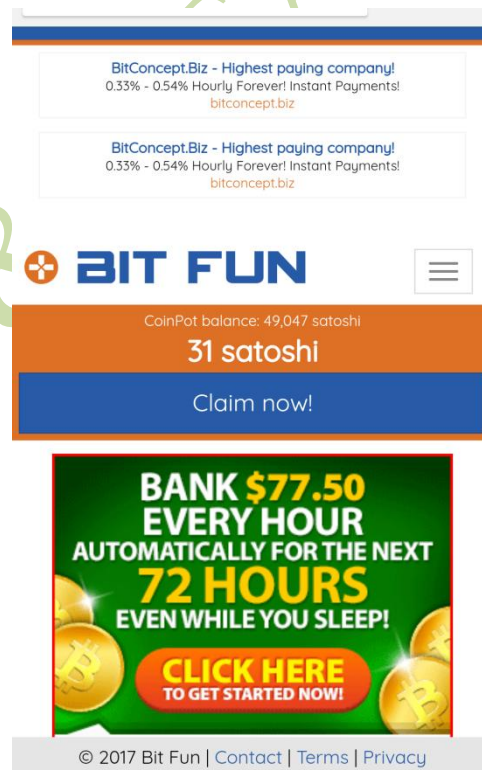 BitConcept.Biz - Highest paying company!
0.33% - 0.54% Hourly Forever! Instant Payments!
bitconcept.biz
BitConcept.Biz - Highest paying company!
0.33% - 0.54% Hourly Forever! Instant Payments!
bitconcept.biz
BIT FUN
CoinPot balance: 49,047 satoshi
31 satoshi
Claim now!
BANK $77.50
EVERY HOUR
AUTOMATICALLY FOR THE NEXT
72 HOURS
EVEN WHILE YOU SLEEP!
CLICK HERE
TO GET STARTED NOW!
© 2017 Bit Fun | Contact | Terms | Privacy